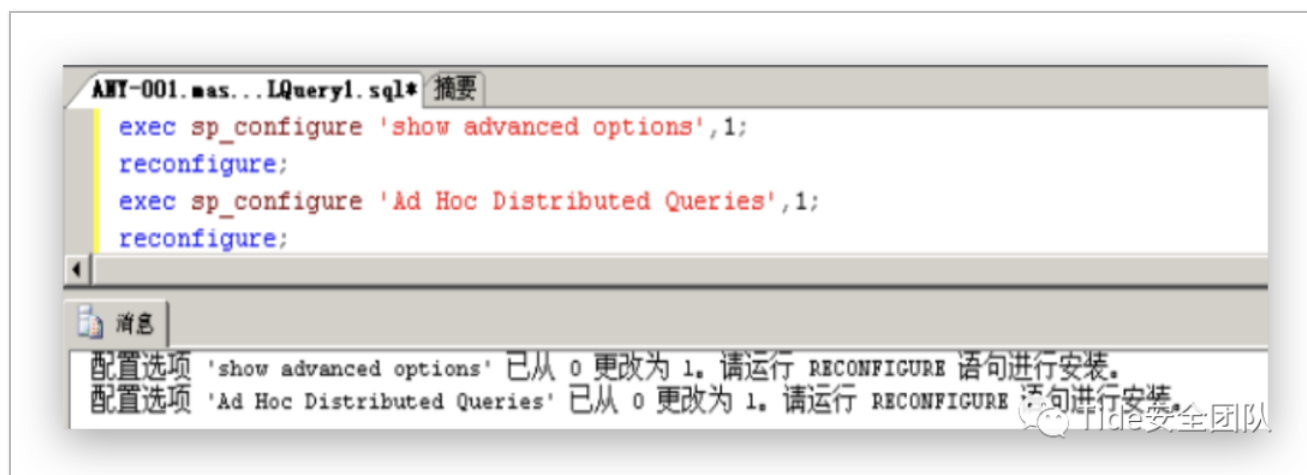 ANY-001.mas...LQuery1.sql* 摘要
exec sp_configure 'show advanced options',1;
reconfigure;
exec sp_configure 'Ad Hoc Distributed Queries',1;
reconfigure;
消息
配置选项 'show advanced options' 已从 0 更改为 1。请运行 RECONFIGURE 语句进行安装。
配置选项 'Ad Hoc Distributed Queries' 已从 0 更改为 1。请运行 RECONFIGURE 语句进行安装。
Tide安全团队